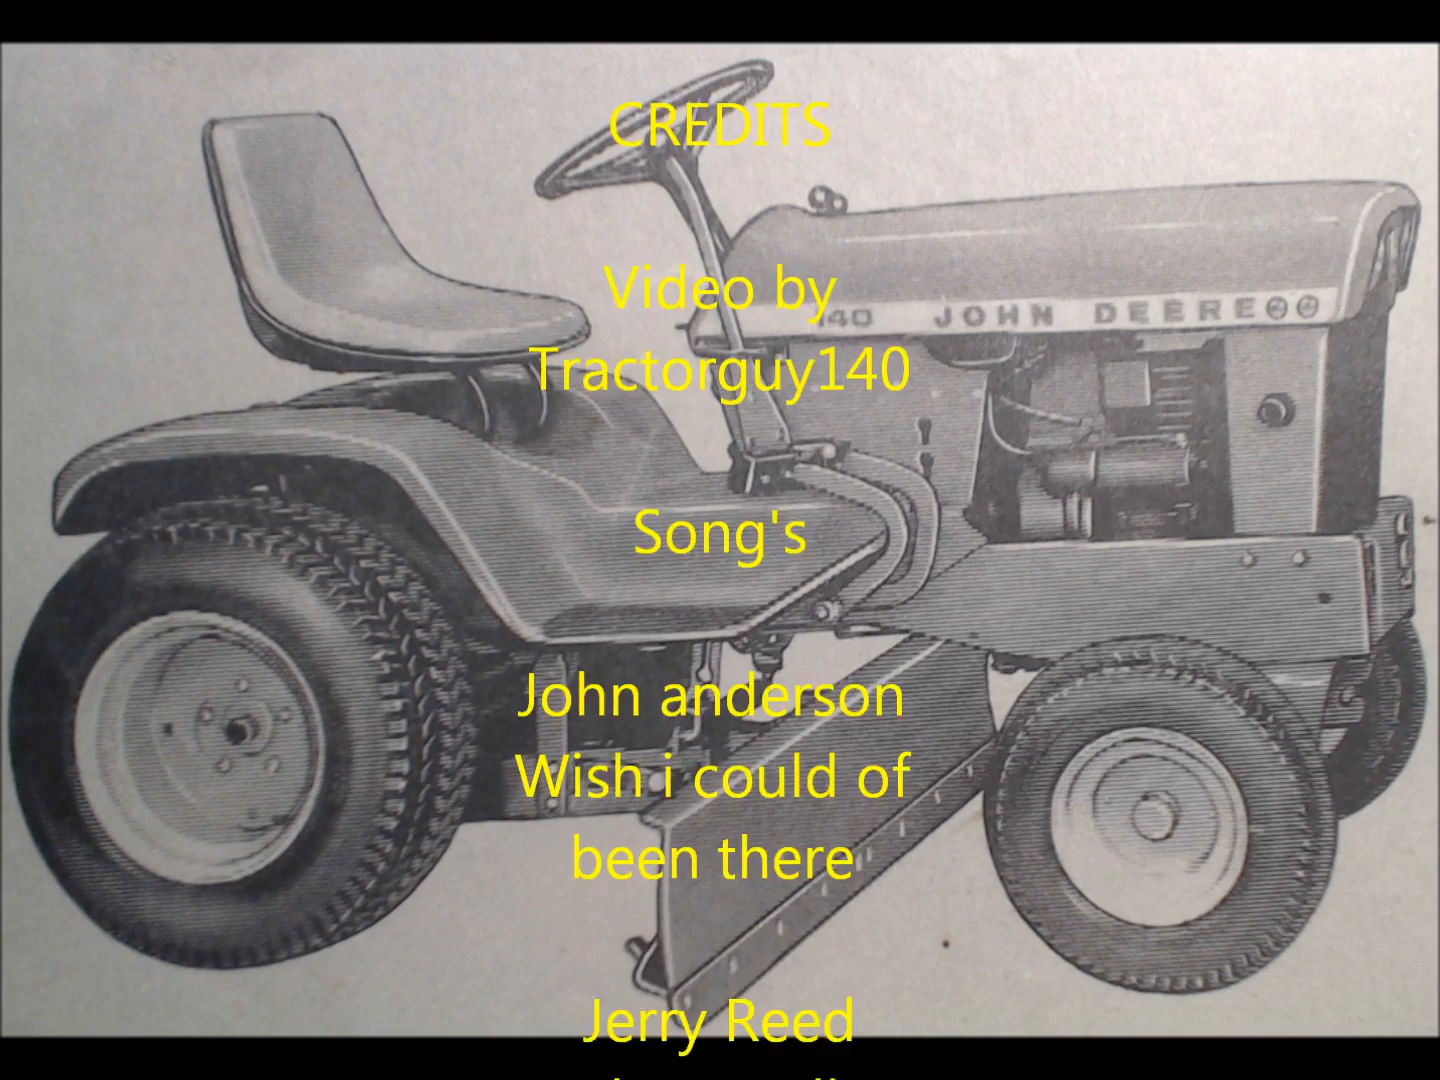 CREDITS
Video by
Tractorguy140
140 JOHN DEERE
Song's
John anderson
Wish i could of
been there
Jerry Reed